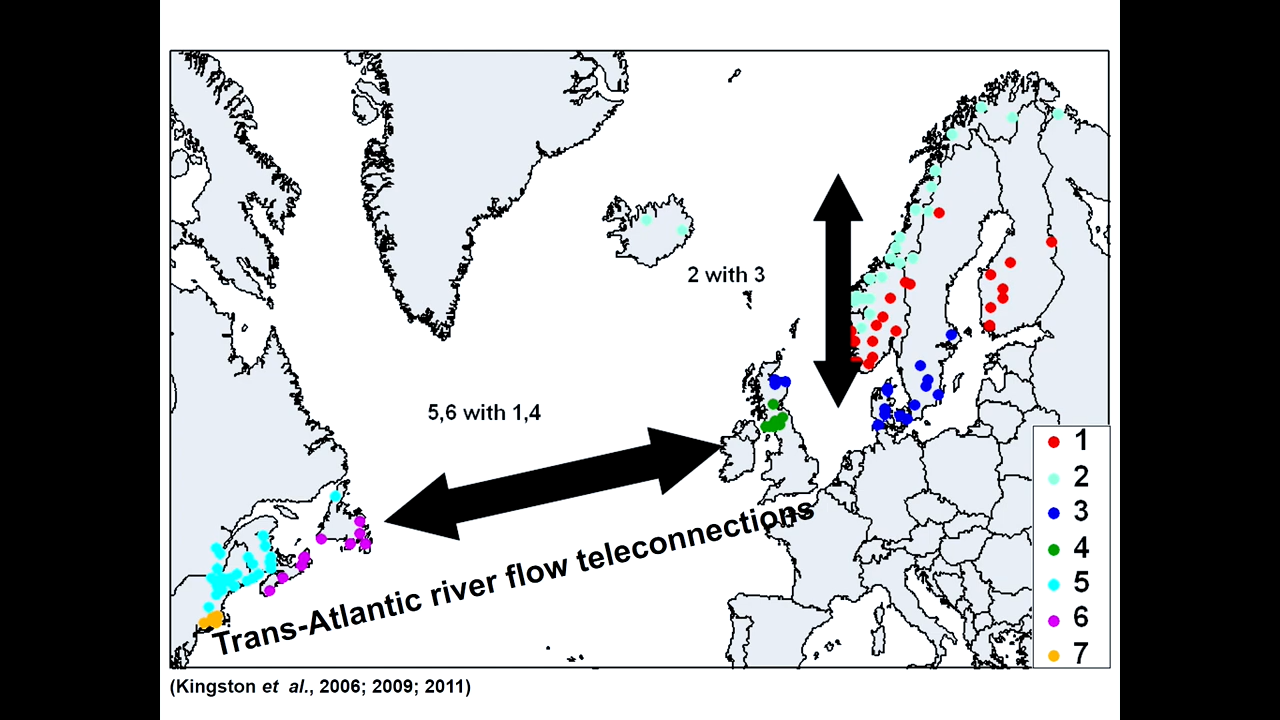 2 with 3
5,6 with 1,4
Trans-Atlantic river flow teleconnections
1
2
3
4
5
6
7
(Kingston et al., 2006; 2009; 2011)